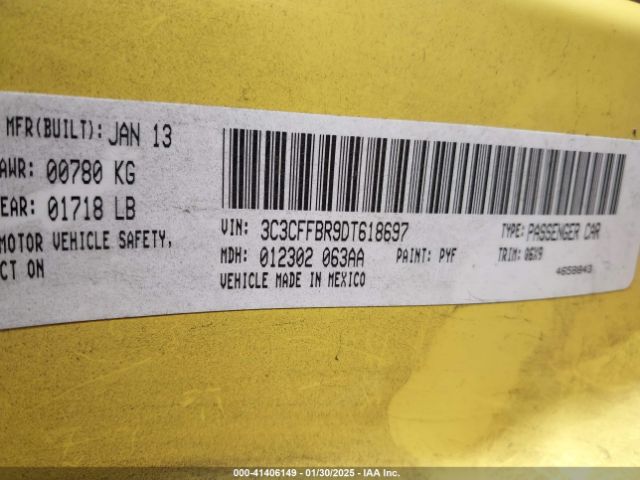 MFR(BUILT): JAN 13
AWR: 00780 KG
EAR: 01718 LB
MOTOR VEHICLE SAFETY,
CT ON
VIN: 3C3CFFBR9DT618697 TYPE: PASSENGER CAR
MDH: 012302 063AA PAINT: PYF TRIM: 06X9
VEHICLE MADE IN MEXICO 4658843
000-41406149 - 01/30/2025 - IAA Inc.